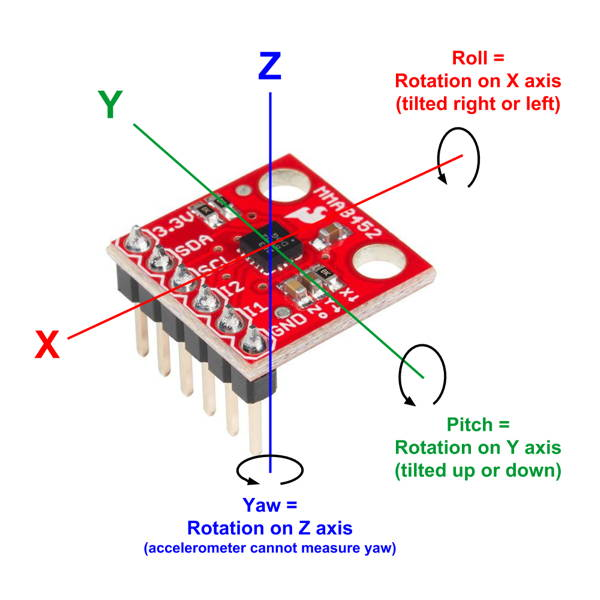 Z
Roll =
Rotation on X axis
(tilted right or left)
Y
MMA8452
3.3V
SDA
SCL
I2
I1
GND
X
Pitch =
Rotation on Y axis
(tilted up or down)
Yaw =
Rotation on Z axis
(accelerometer cannot measure yaw)